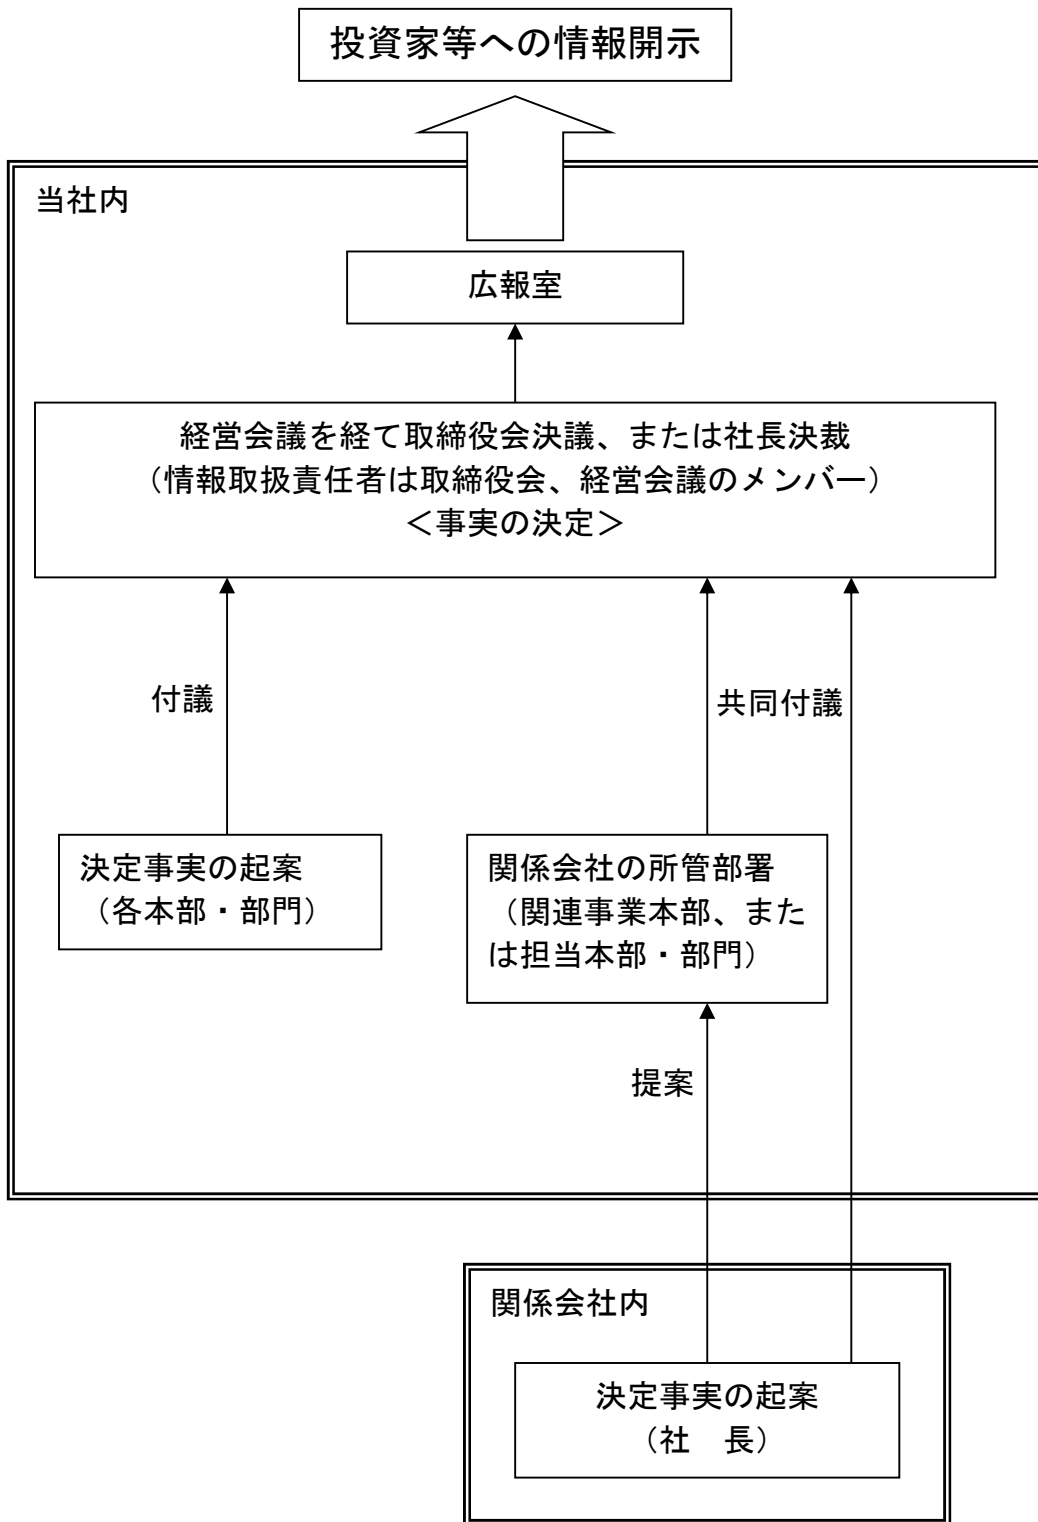 投資家等への情報開示
当社内
広報室
経営会議を経て取締役会決議、または社長決裁
（情報取扱責任者は取締役会、経営会議のメンバー）
＜事実の決定＞
付議
共同付議
決定事実の起案
（各本部・部門）
関係会社の所管部署
（関連事業本部、また
は担当本部・部門）
提案
関係会社内
決定事実の起案
（社　長）